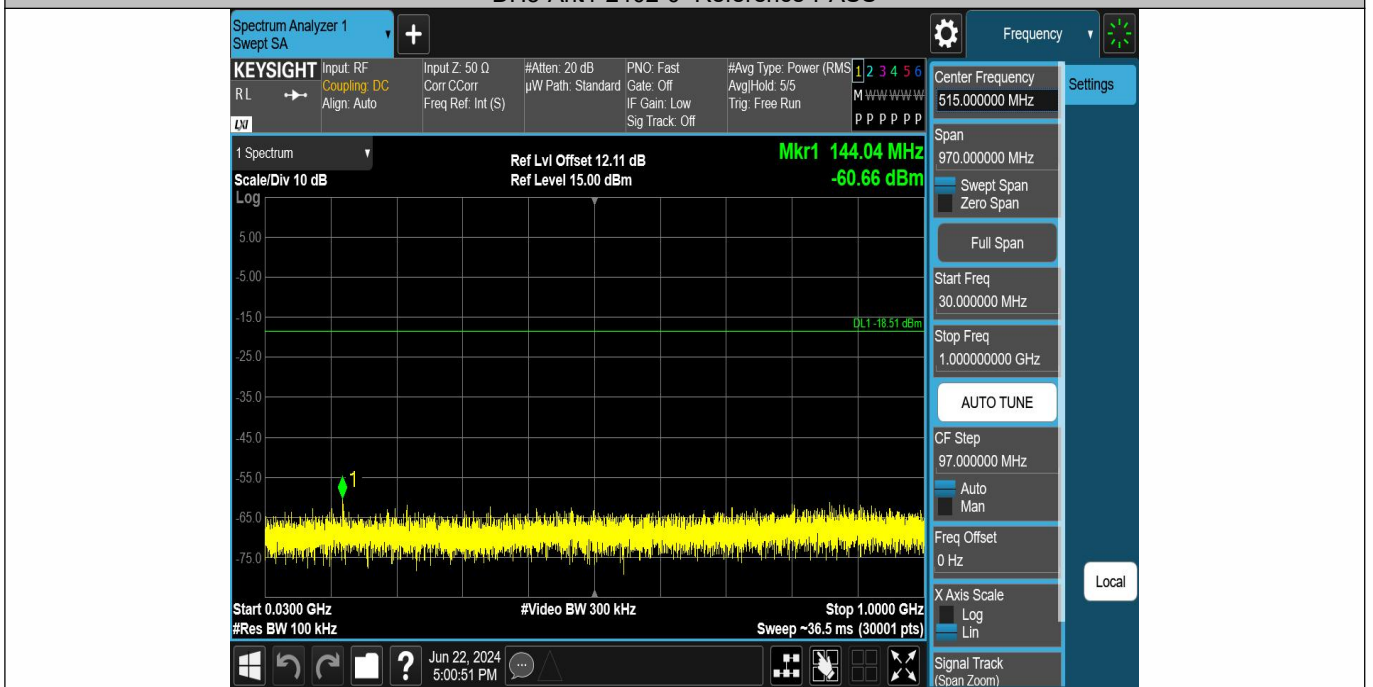 Spectrum Analyzer 1
Swept SA
Frequency
KEYSIGHT
RL
LXI
Input: RF
Coupling: DC
Align: Auto
Input Z: 50 Ω
Corr CCorr
Freq Ref: Int (S)
#Atten: 20 dB
µW Path: Standard
PNO: Fast
Gate: Off
IF Gain: Low
Sig Track: Off
#Avg Type: Power (RMS
Avg|Hold: 5/5
Trig: Free Run
1 2 3 4 5 6
M W W W W W
P P P P P P
1 Spectrum
Scale/Div 10 dB
Log
Ref Lvl Offset 12.11 dB
Ref Level 15.00 dBm
Mkr1 144.04 MHz
-60.66 dBm
5.00
-5.00
-15.0
DL1 -18.51 dBm
-25.0
-35.0
-45.0
-55.0
1
-65.0
-75.0
Start 0.0300 GHz
#Res BW 100 kHz
#Video BW 300 kHz
Stop 1.0000 GHz
Sweep ~36.5 ms (30001 pts)
Jun 22, 2024
5:00:51 PM
Center Frequency
515.000000 MHz
Settings
Span
970.000000 MHz
Swept Span
Zero Span
Full Span
Start Freq
30.000000 MHz
Stop Freq
1.000000000 GHz
AUTO TUNE
CF Step
97.000000 MHz
Auto
Man
Freq Offset
0 Hz
X Axis Scale
Log
Lin
Local
Signal Track
(Span Zoom)